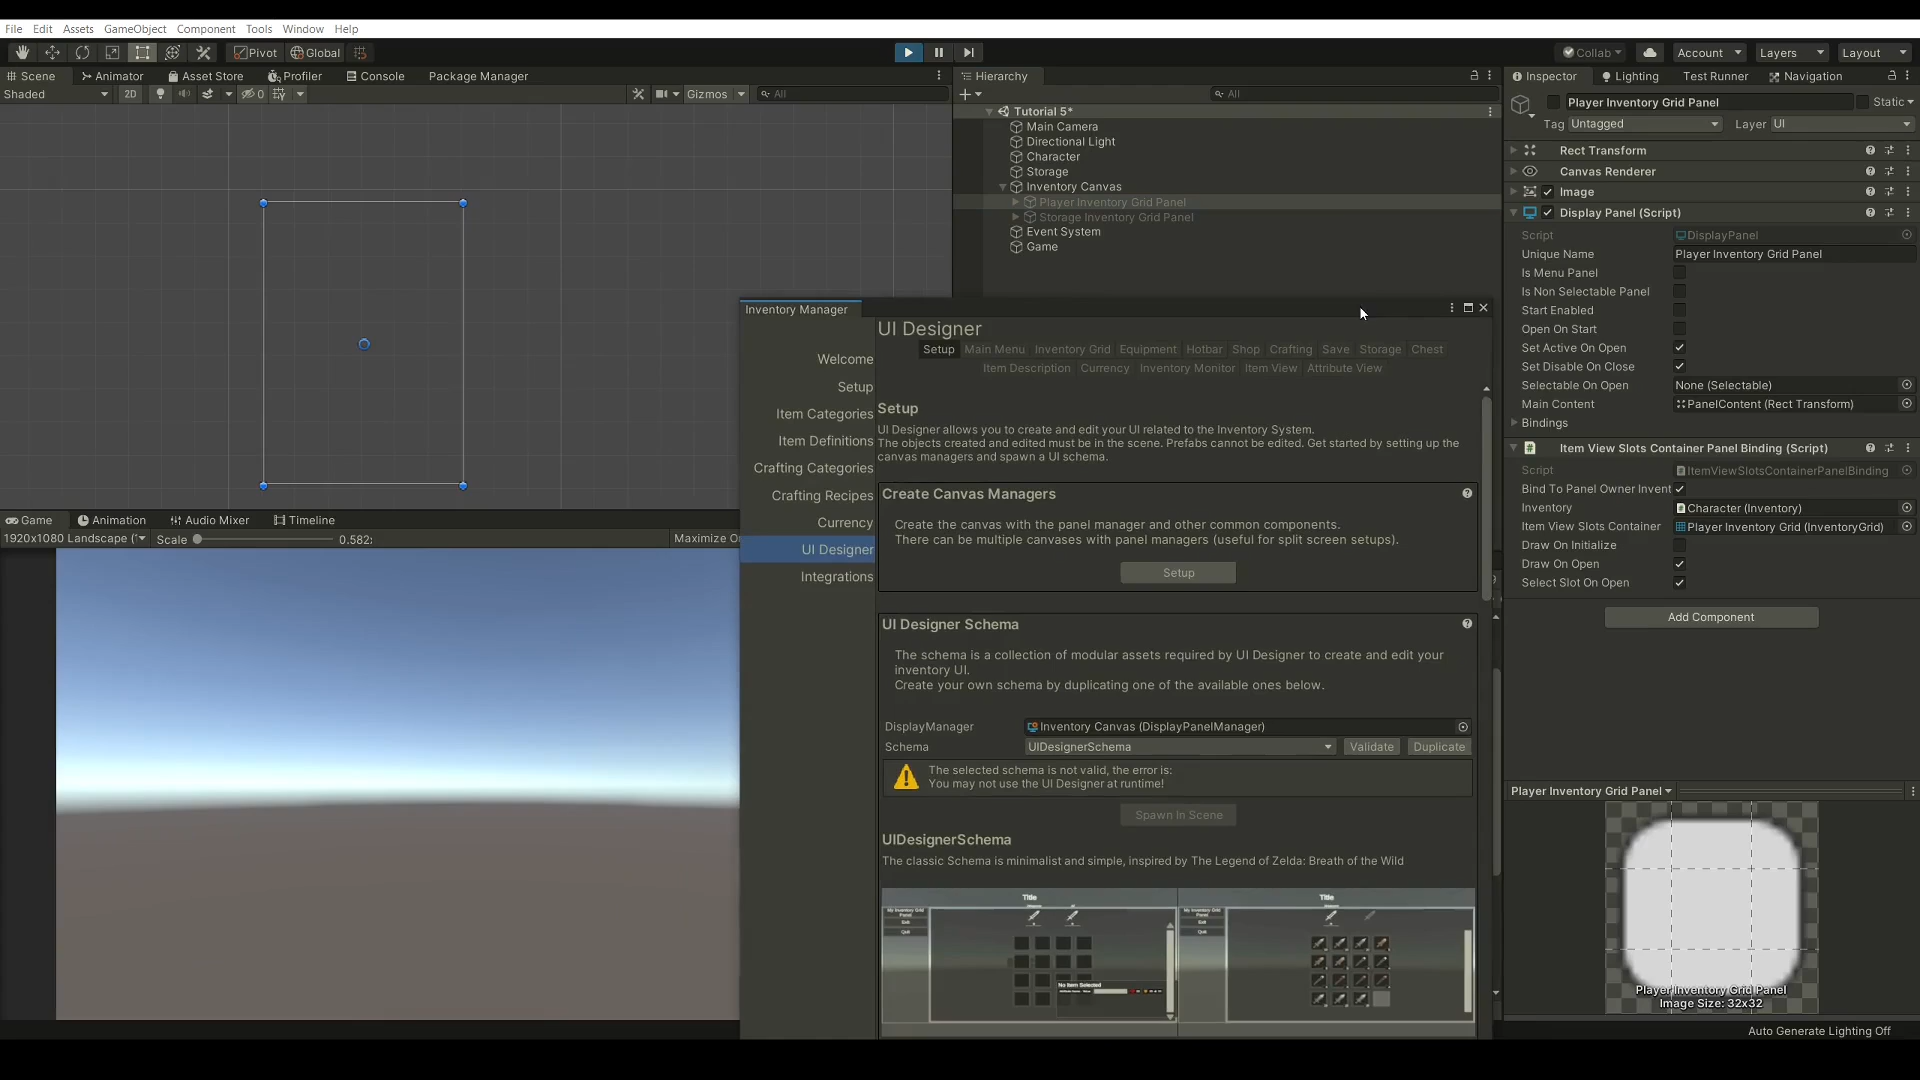 File Edit Assets GameObject Component Tools Window Help
Pivot Global Collab Account Layers Layout
Scene Animator Asset Store Profiler Console Package Manager
Shaded 2D 0 Gizmos All
Hierarchy
All
Tutorial 5*
Main Camera
Directional Light
Character
Storage
Inventory Canvas
Player Inventory Grid Panel
Storage Inventory Grid Panel
Event System
Game
Inspector Lighting Test Runner Navigation
Player Inventory Grid Panel Static
Tag Untagged Layer UI
Rect Transform
Canvas Renderer
Image
Display Panel (Script)
Script DisplayPanel
Unique Name Player Inventory Grid Panel
Is Menu Panel
Is Non Selectable Panel
Start Enabled
Open On Start
Set Active On Open
Set Disable On Close
Selectable On Open None (Selectable)
Main Content PanelContent (Rect Transform)
Bindings
Item View Slots Container Panel Binding (Script)
Script ItemViewSlotsContainerPanelBinding
Bind To Panel Owner Invent
Inventory Character (Inventory)
Item View Slots Container Player Inventory Grid (InventoryGrid)
Draw On Initialize
Draw On Open
Select Slot On Open
Add Component
Player Inventory Grid Panel
Player Inventory Grid Panel
Image Size: 32x32
Auto Generate Lighting Off
Game Animation Audio Mixer Timeline
1920x1080 Landscape (" Scale 0.582: Maximize O
Inventory Manager
Welcome
Setup
Item Categories
Item Definitions
Crafting Categories
Crafting Recipes
Currency
UI Designer
Integrations
UI Designer
Setup Main Menu Inventory Grid Equipment Hotbar Shop Crafting Save Storage Chest
Item Description Currency Inventory Monitor Item View Attribute View
Setup
UI Designer allows you to create and edit your UI related to the Inventory System.
The objects created and edited must be in the scene. Prefabs cannot be edited. Get started by setting up the
canvas managers and spawn a UI schema.
Create Canvas Managers
Create the canvas with the panel manager and other common components.
There can be multiple canvases with panel managers (useful for split screen setups).
Setup
UI Designer Schema
The schema is a collection of modular assets required by UI Designer to create and edit your
inventory UI.
Create your own schema by duplicating one of the available ones below.
DisplayManager Inventory Canvas (DisplayPanelManager)
Schema UIDesignerSchema Validate Duplicate
The selected schema is not valid, the error is:
You may not use the UI Designer at runtime!
Spawn In Scene
UIDesignerSchema
The classic Schema is minimalist and simple, inspired by The Legend of Zelda: Breath of the Wild
Title Title
My Inventory Grid
Panel
Exit
Quit
No Item Selected
My Inventory Grid
Panel
Exit
Quit